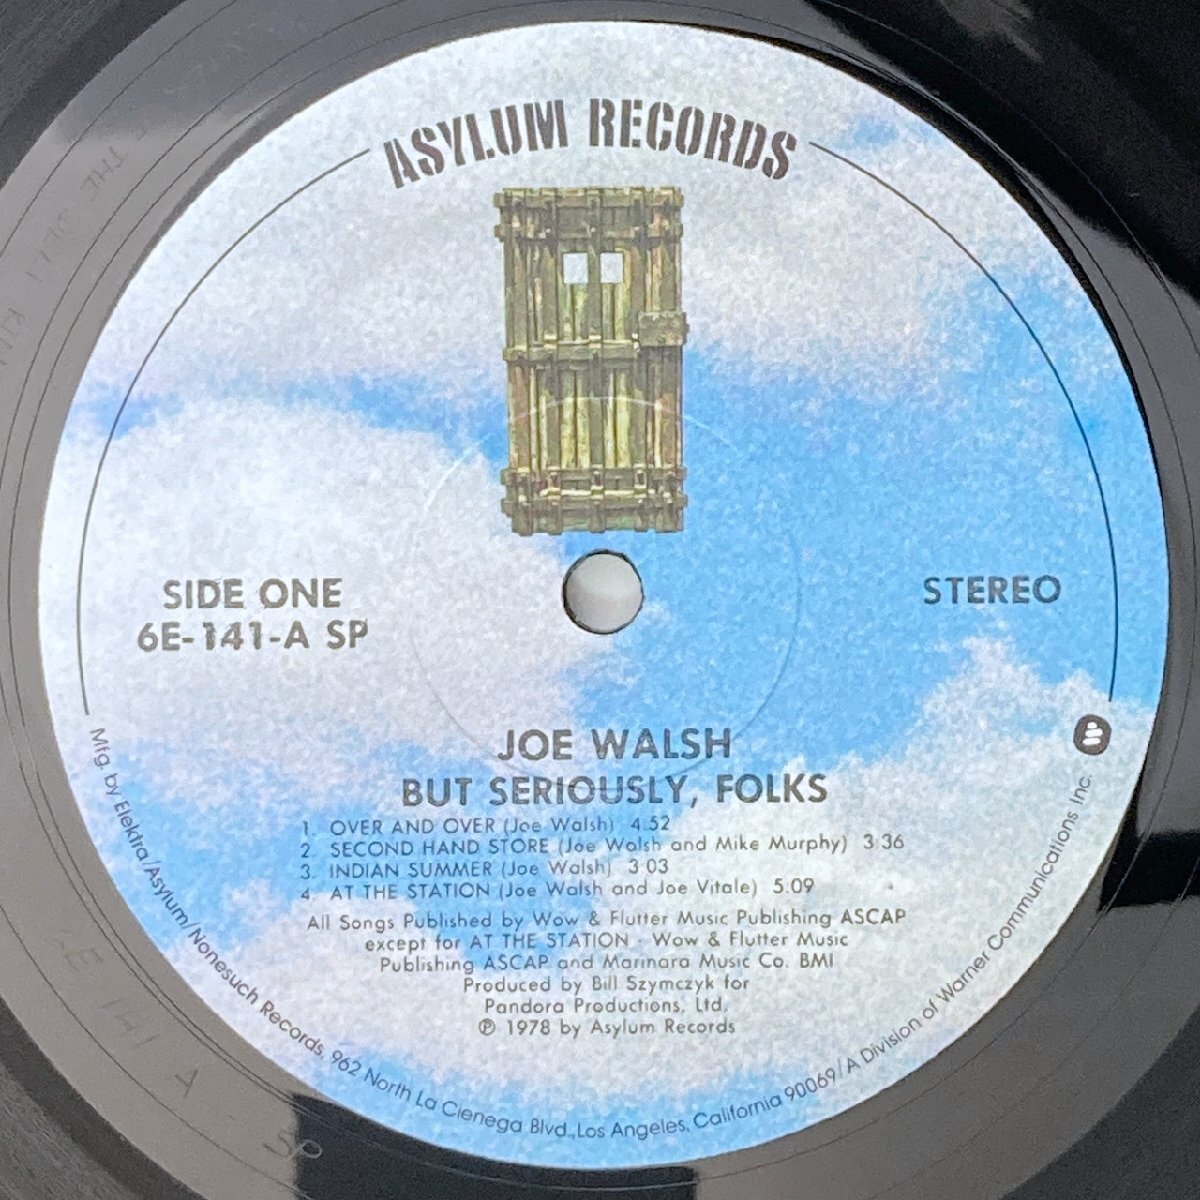 ASYLUM RECORDS
SIDE ONE
6E-141-A SP
STEREO
JOE WALSH
BUT SERIOUSLY, FOLKS
1. OVER AND OVER (Joe Walsh) 4:52
2. SECOND HAND STORE (Joe Walsh and Mike Murphy) 3:36
3. INDIAN SUMMER (Joe Walsh) 3:03
4. AT THE STATION (Joe Walsh and Joe Vitale) 5:09
All Songs Published by Wow & Flutter Music Publishing ASCAP
except for AT THE STATION - Wow & Flutter Music
Publishing ASCAP and Marinara Music Co. BMI
Produced by Bill Szymczyk for
Pandora Productions, Ltd.
℗ 1978 by Asylum Records
Mfg. by Elektra/Asylum/Nonesuch Records, 962 North La Cienega Blvd., Los Angeles, California 90069/A Division of Warner Communications Inc.
6E 141 A SP